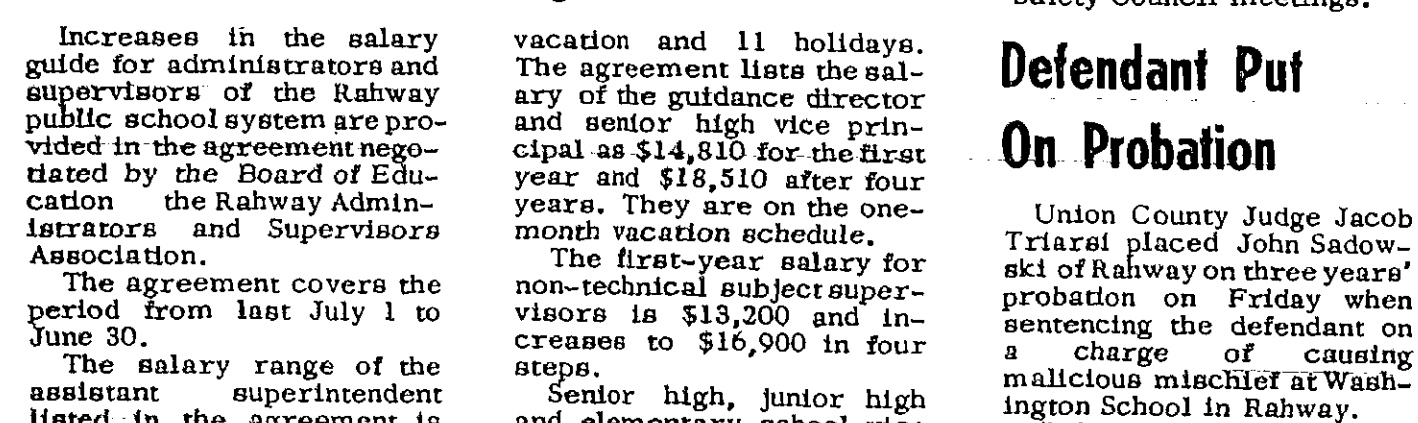 Increases in the salary
guide for administrators and
supervisors of the Rahway
public school system are pro-
vided in the agreement nego-
tiated by the Board of Edu-
cation the Rahway Admin-
istrators and Supervisors
Association.
The agreement covers the
period from last July 1 to
June 30.
The salary range of the
assistant superintendent
listed in the agreement is
vacation and 11 holidays.
The agreement lists the sal-
ary of the guidance director
and senior high vice prin-
cipal as $14,810 for the first
year and $18,510 after four
years. They are on the one-
month vacation schedule.
The first-year salary for
non-technical subject super-
visors is $13,200 and in-
creases to $16,900 in four
steps.
Senior high, junior high
and elementary school
Safety Council meetings.
Defendant Put
On Probation
Union County Judge Jacob
Triarsi placed John Sadow-
ski of Rahway on three years'
probation on Friday when
sentencing the defendant on
a charge of causing
malicious mischief at Wash-
ington School in Rahway.